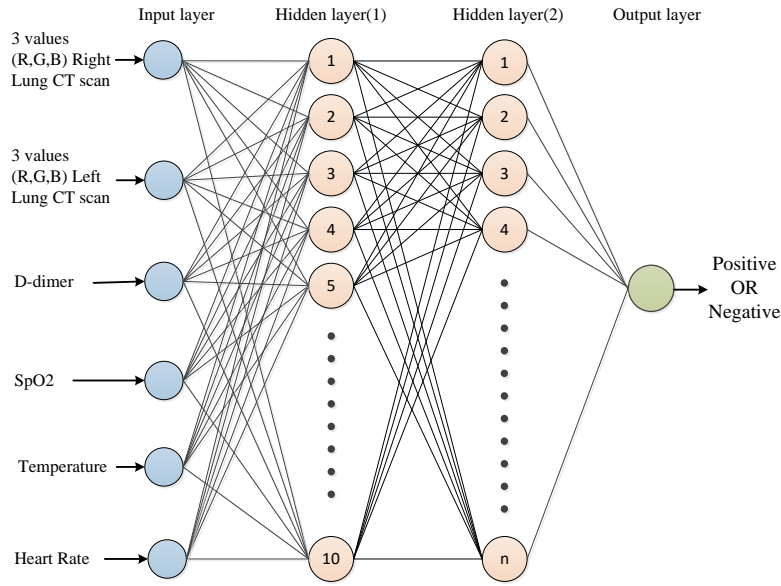 Input layer
Hidden layer(1)
Hidden layer(2)
Output layer
3 values
(R,G,B) Right
Lung CT scan
3 values
(R,G,B) Left
Lung CT scan
D-dimer
SpO2
Temperature
Heart Rate
1
2
3
4
5
10
1
2
3
4
n
Positive
OR
Negative